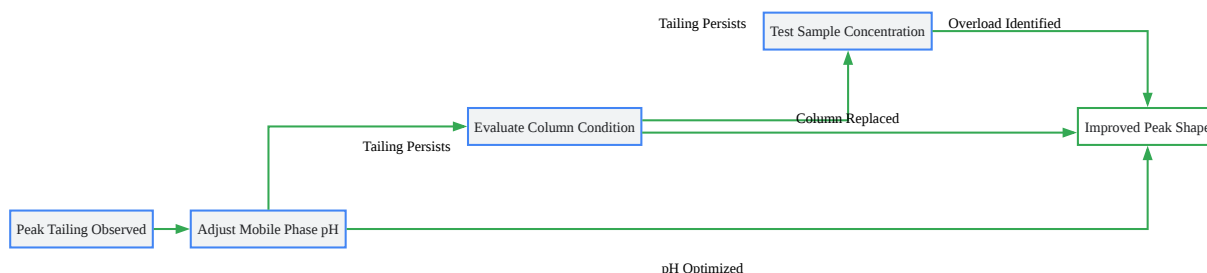 Tailing Persists
Test Sample Concentration
Overload Identified
Evaluate Column Condition
Column Replaced
Improved Peak Shape
Tailing Persists
Peak Tailing Observed
Adjust Mobile Phase pH
pH Optimized